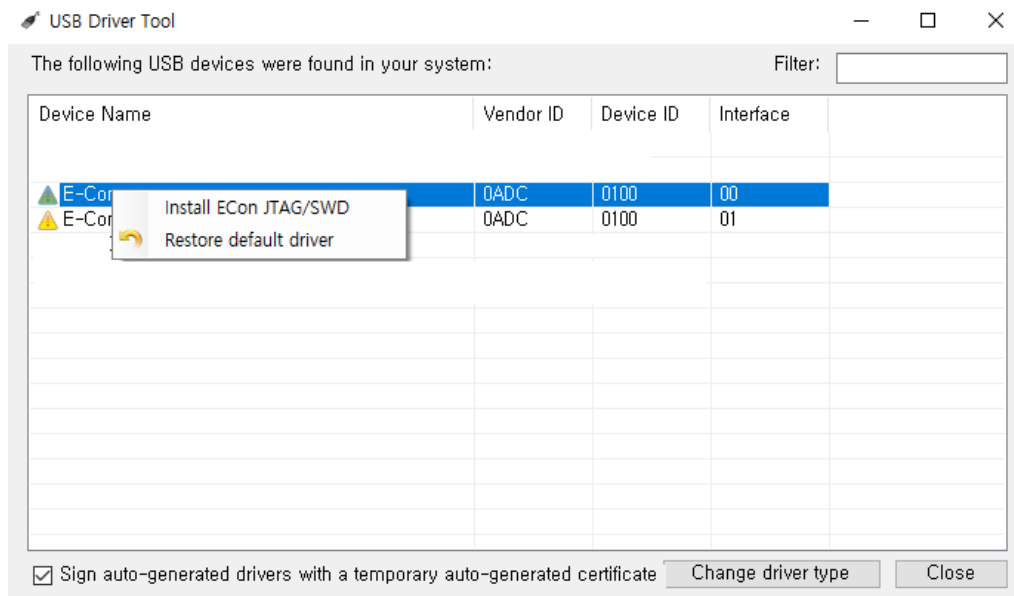 USB Driver Tool
The following USB devices were found in your system: Filter:
Device Name Vendor ID Device ID Interface
0ADC 0100 00
Install ECon JTAG/SWD
0ADC 0100 01
Restore default driver
Sign auto-generated drivers with a temporary auto-generated certificate Change driver type Close